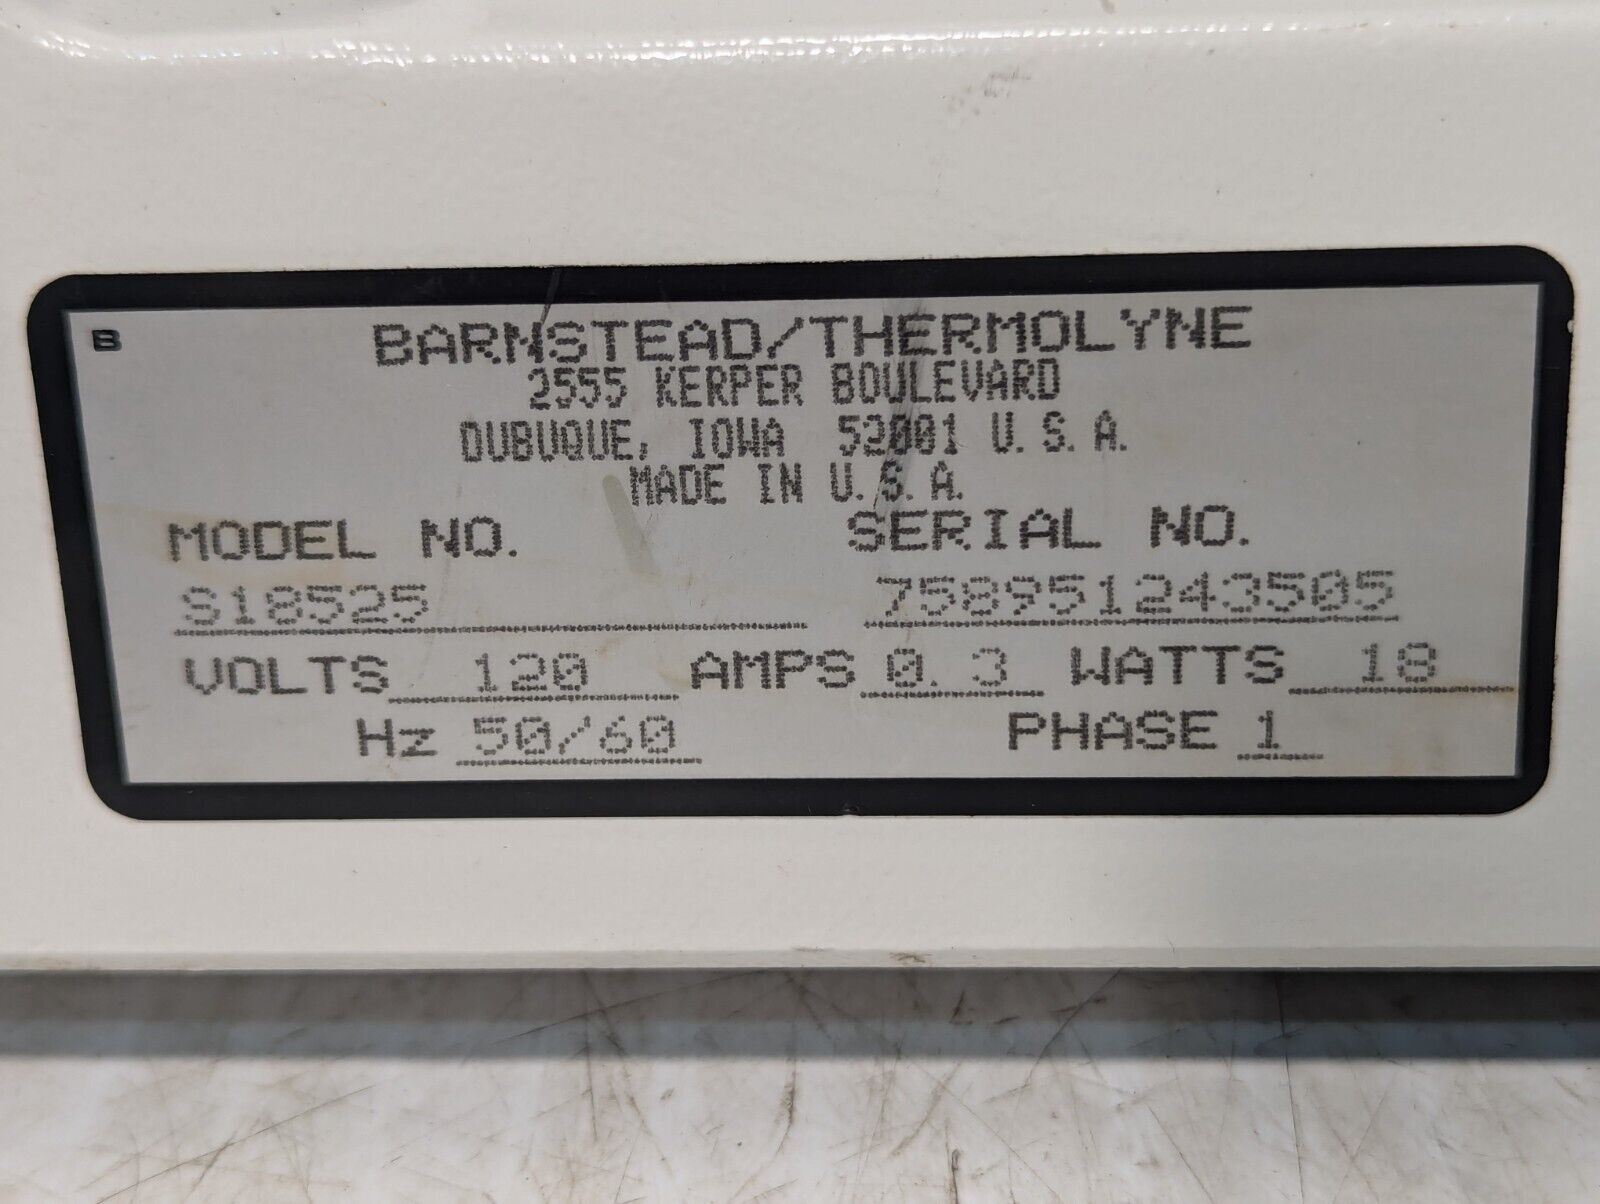 B
BARNSTEAD/THERMOLYNE
2555 KERPER BOULEVARD
DUBUQUE, IOWA 52001 U.S.A.
MADE IN U.S.A.
MODEL NO. SERIAL NO.
S18525 758951243505
VOLTS 120 AMPS 0.3 WATTS 18
Hz 50/60 PHASE 1